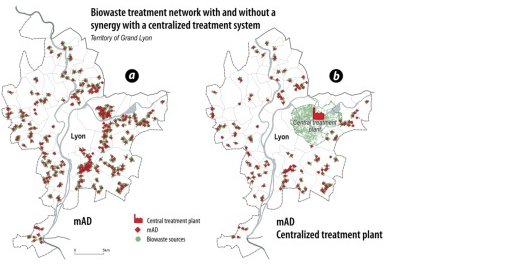 Biowaste treatment network with and without a
synergy with a centralized treatment system
Territory of Grand Lyon
a
b
Lyon
Lyon
Central treatment
plant
mAD
Central treatment plant
mAD
Biowaste sources
0 5km
mAD
Centralized treatment plant